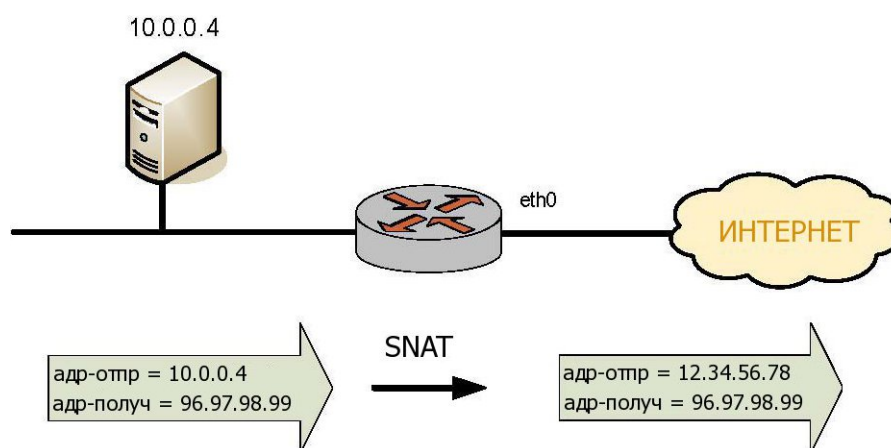 10.0.0.4
eth0
ИНТЕРНЕТ
адр-отпр = 10.0.0.4
адр-получ = 96.97.98.99
SNAT
адр-отпр = 12.34.56.78
адр-получ = 96.97.98.99